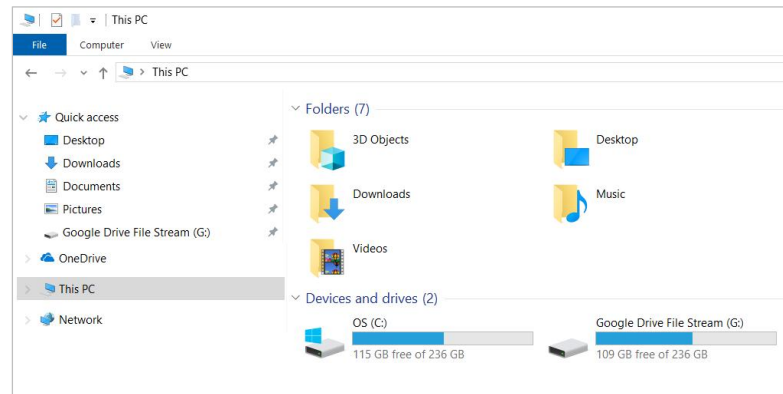 This PC
File Computer View
This PC
Quick access
Desktop
Downloads
Documents
Pictures
Google Drive File Stream (G:)
OneDrive
This PC
Network
Folders (7)
3D Objects Desktop
Downloads Music
Videos
Devices and drives (2)
OS (C:) Google Drive File Stream (G:)
115 GB free of 236 GB 109 GB free of 236 GB